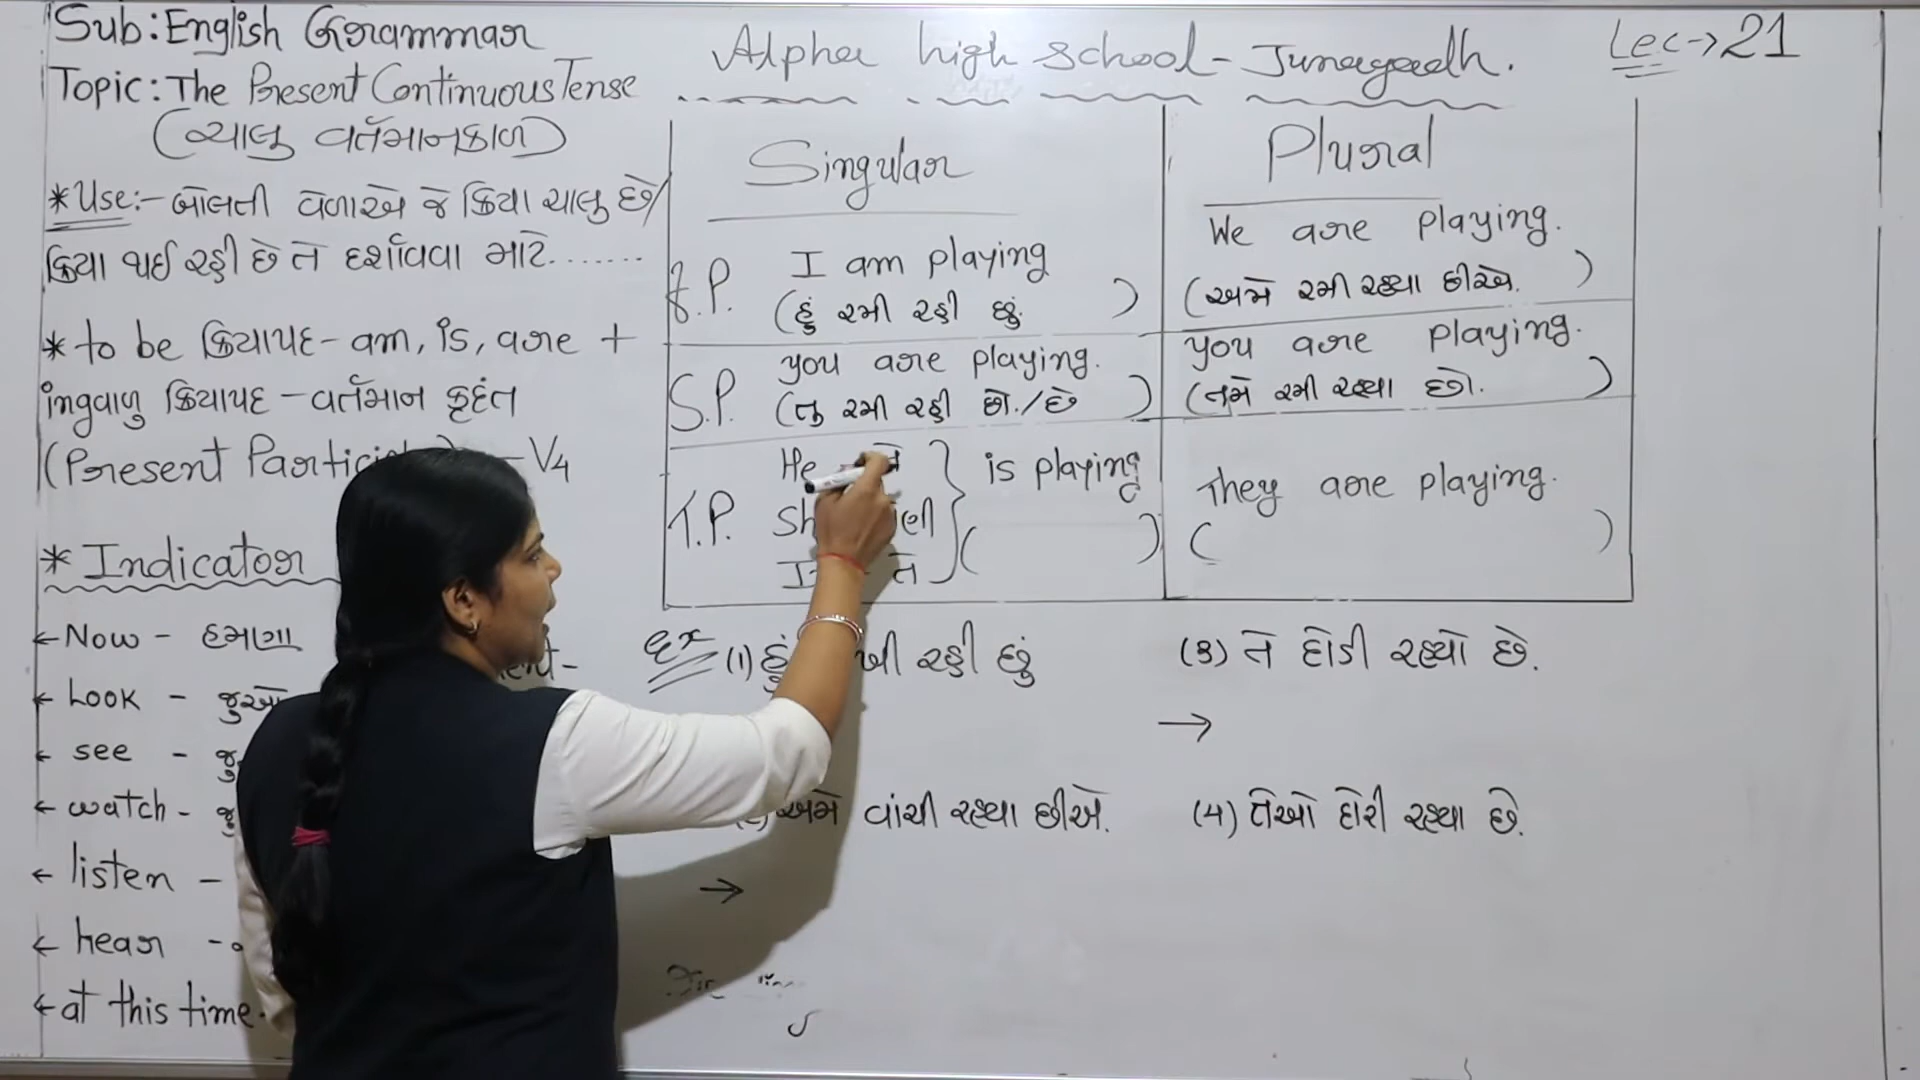 Sub: English Grammar
Topic: The Present Continuous Tense
(ચાલુ વર્તમાનકાળ)
* Use:- બોલતી વેળાએ જે ક્રિયા ચાલુ છે/
ક્રિયા થઈ રહી છે તે દર્શાવવા માટે.......
* to be ક્રિયાપદ - am, is, are +
ingવાળુ ક્રિયાપદ - વર્તમાન કૃદંત
(Present - V4
* Indicator
← Now - હમણા
← Look - જુઓ
← see -
← watch -
← listen -
← hear -
← at this time.
Alpha high school - Junagadh.
Lec → 21
Singular
Plural
F.P.
I am playing
(હું રમી રહી છું. )
We are playing.
(અમે રમી રહ્યા છીએ. )
S.P.
you are playing.
(તુ રમી રહી છો./છે )
you are playing.
(તમે રમી રહ્યા છો. )
T.P.
He
It - તે
is playing
( )
They are playing.
( )
Ex (1) હું રહી છું
અમે વાંચી રહ્યા છીએ.
→
(3) તે દોડી રહ્યો છે.
→
(4) તેઓ દોરી રહ્યા છે.